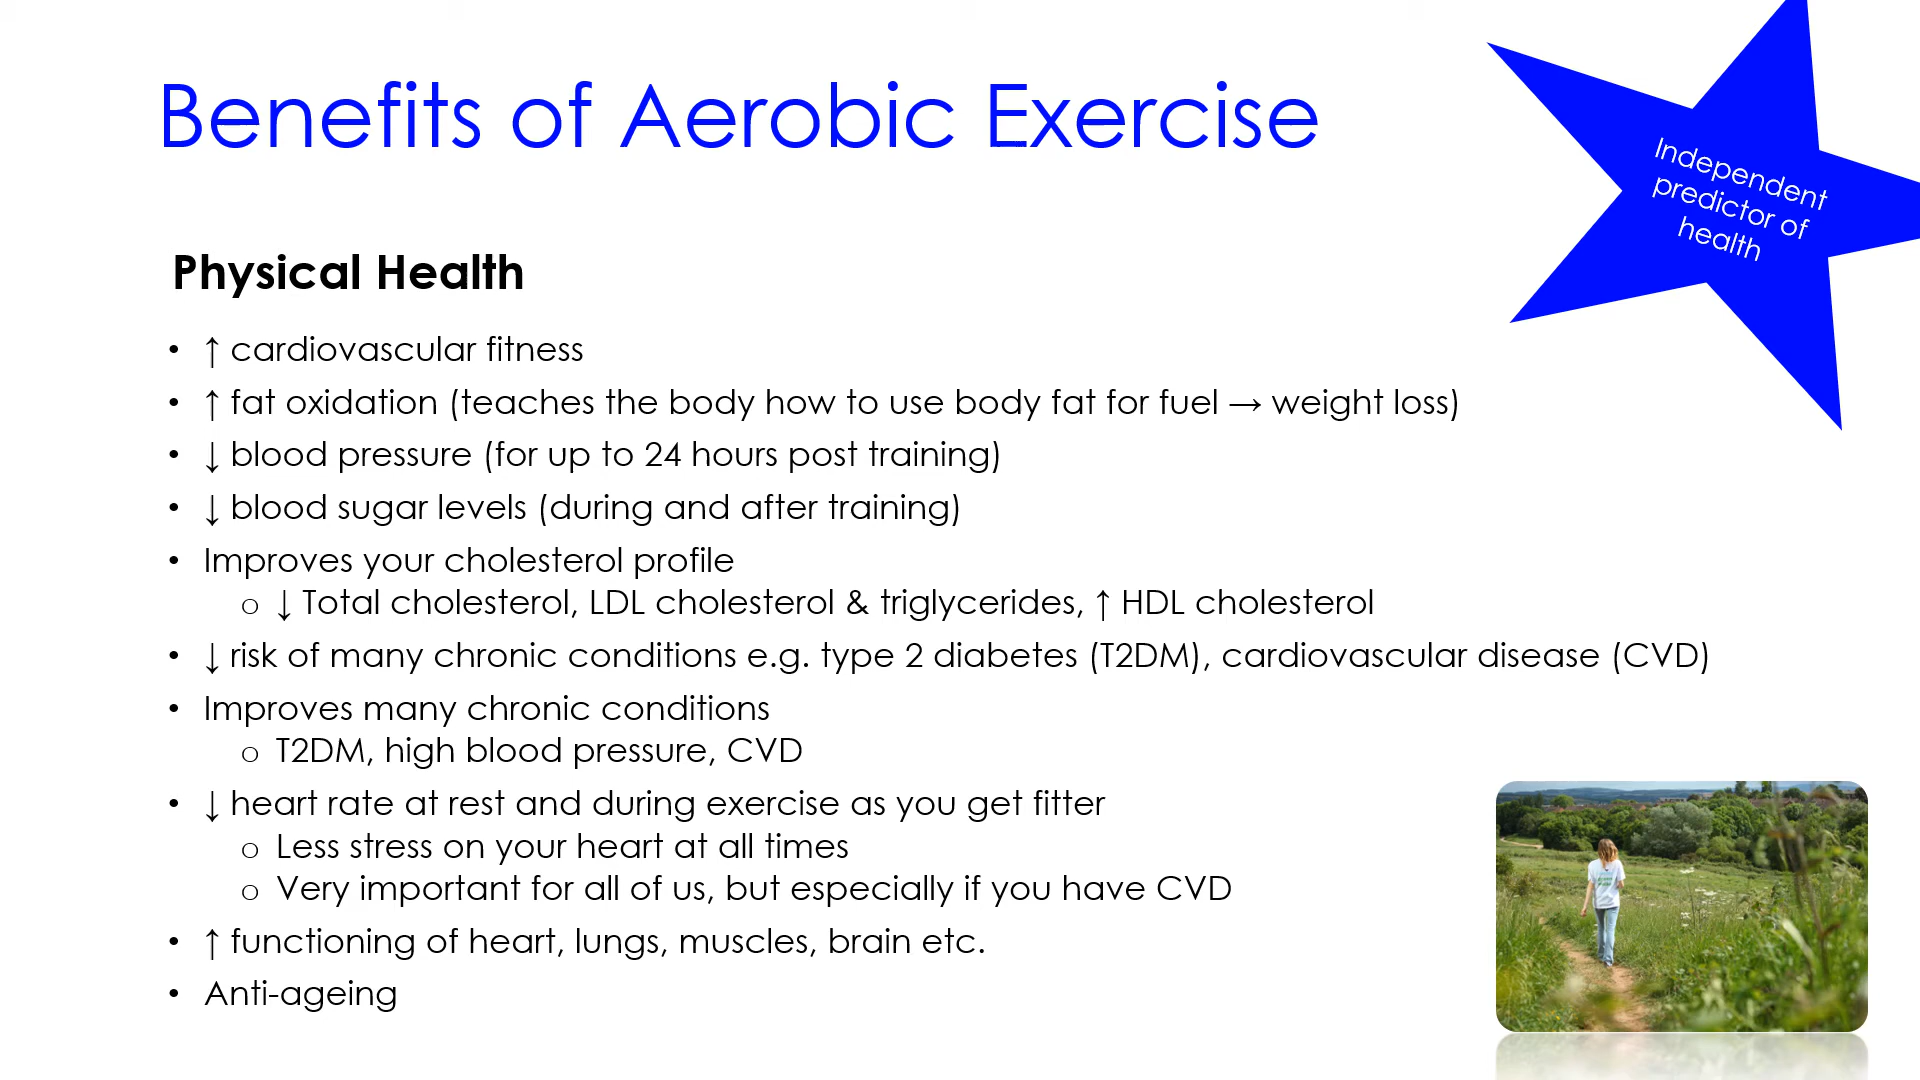 Benefits of Aerobic Exercise
Independent
predictor of
health
Physical Health
• ↑ cardiovascular fitness
• ↑ fat oxidation (teaches the body how to use body fat for fuel → weight loss)
• ↓ blood pressure (for up to 24 hours post training)
• ↓ blood sugar levels (during and after training)
• Improves your cholesterol profile
o ↓ Total cholesterol, LDL cholesterol & triglycerides, ↑ HDL cholesterol
• ↓ risk of many chronic conditions e.g. type 2 diabetes (T2DM), cardiovascular disease (CVD)
• Improves many chronic conditions
o T2DM, high blood pressure, CVD
• ↓ heart rate at rest and during exercise as you get fitter
o Less stress on your heart at all times
o Very important for all of us, but especially if you have CVD
• ↑ functioning of heart, lungs, muscles, brain etc.
• Anti-ageing